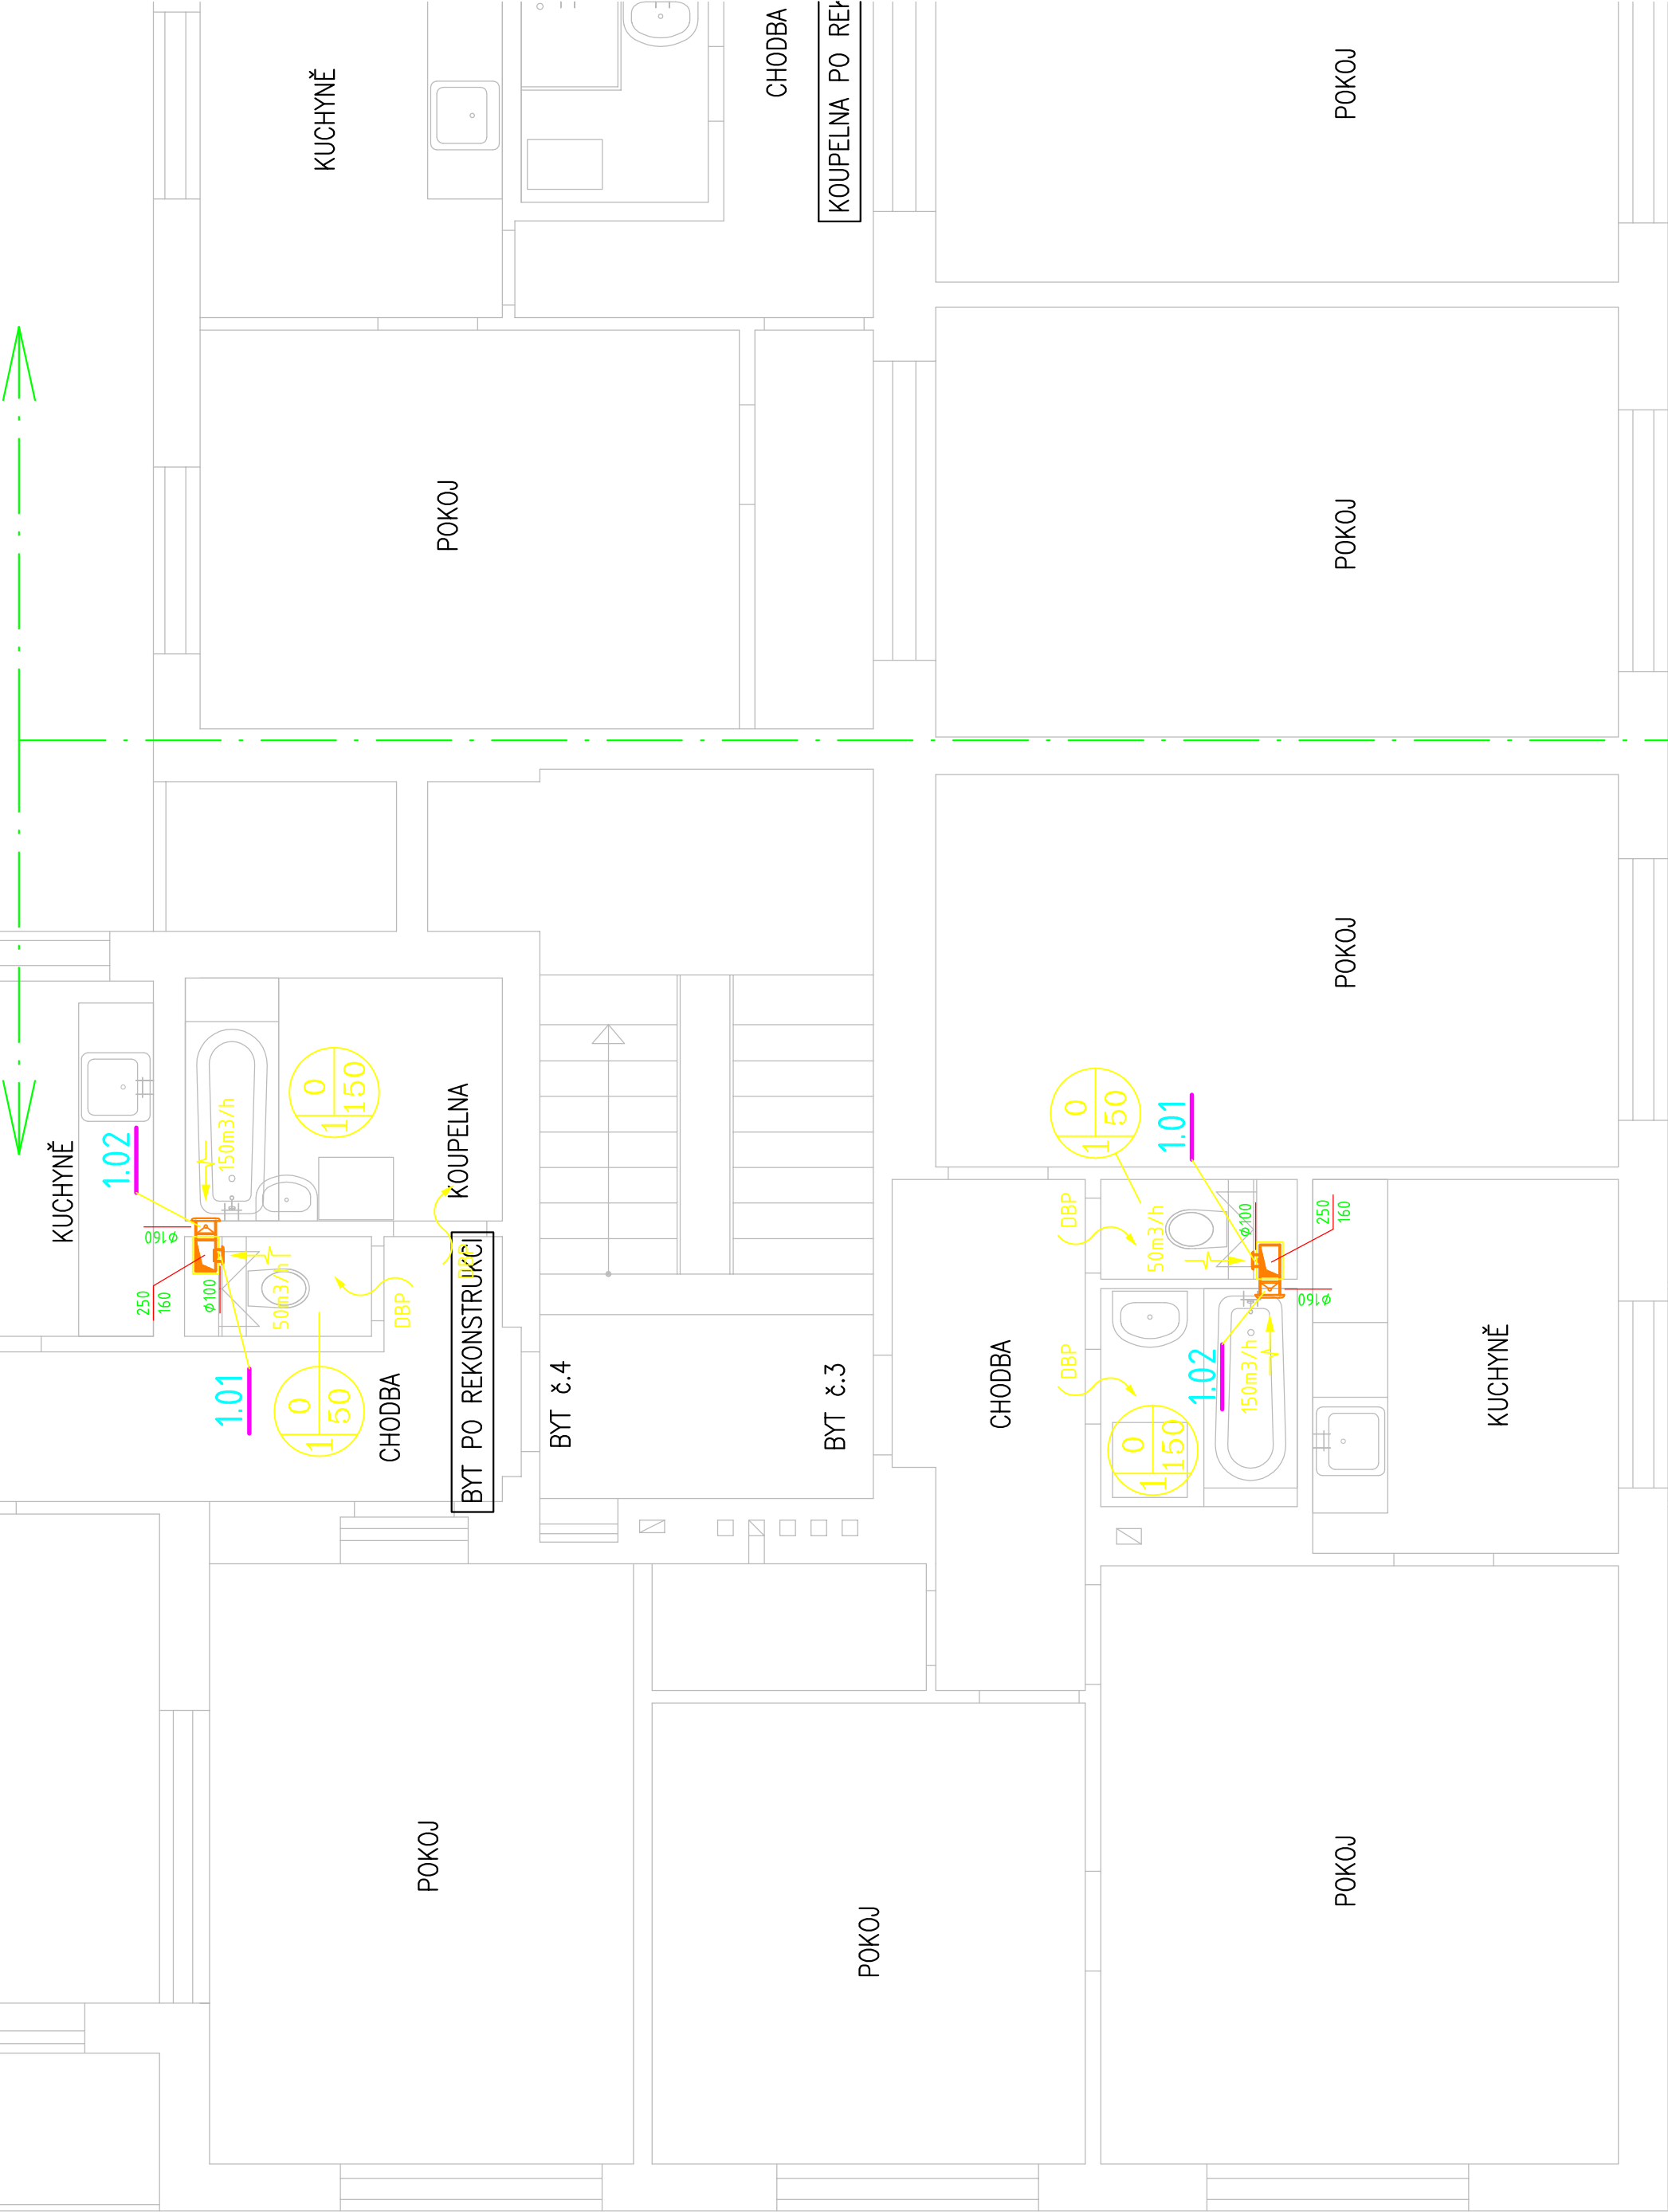 KUCHYNĚ
CHODBA
KOUPELNA PO
POKOJ
POKOJ
POKOJ
POKOJ
KUCHYNĚ
1.02
150m3/h
0
1
150
KOUPELNA
DBP
ø160
250
160
ø100
50m3/h
DBP
1.01
0
1
50
CHODBA
BYT PO REKONSTRUKCI
BYT č.4
BYT č.3
POKOJ
0
1
50
1.01
DBP
50m3/h
ø100
250
160
ø160
DBP
1.02
150m3/h
0
1
150
CHODBA
KUCHYNĚ
POKOJ
POKOJ
POKOJ